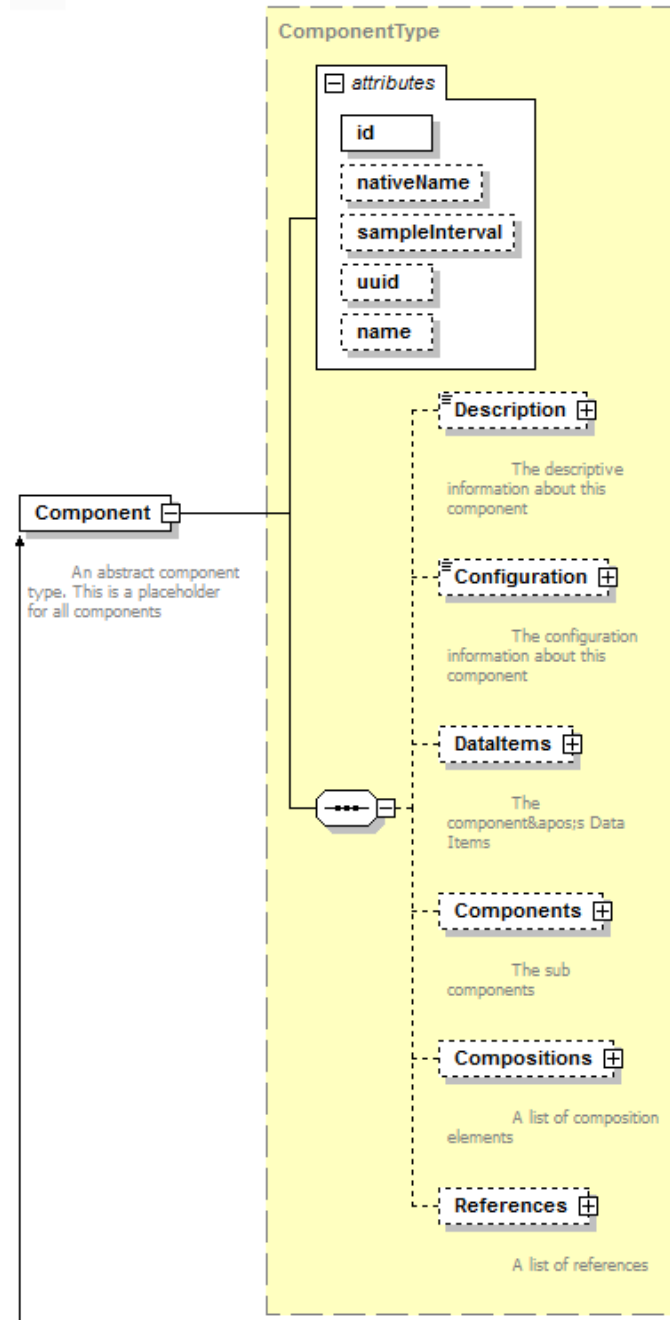 ComponentType
attributes
id
nativeName
sampleInterval
uuid
name
Description
The descriptive
information about this
component
Component
An abstract component
type. This is a placeholder
for all components
Configuration
The configuration
information about this
component
DataItems
The
component&apos;s Data
Items
Components
The sub
components
Compositions
A list of composition
elements
References
A list of references